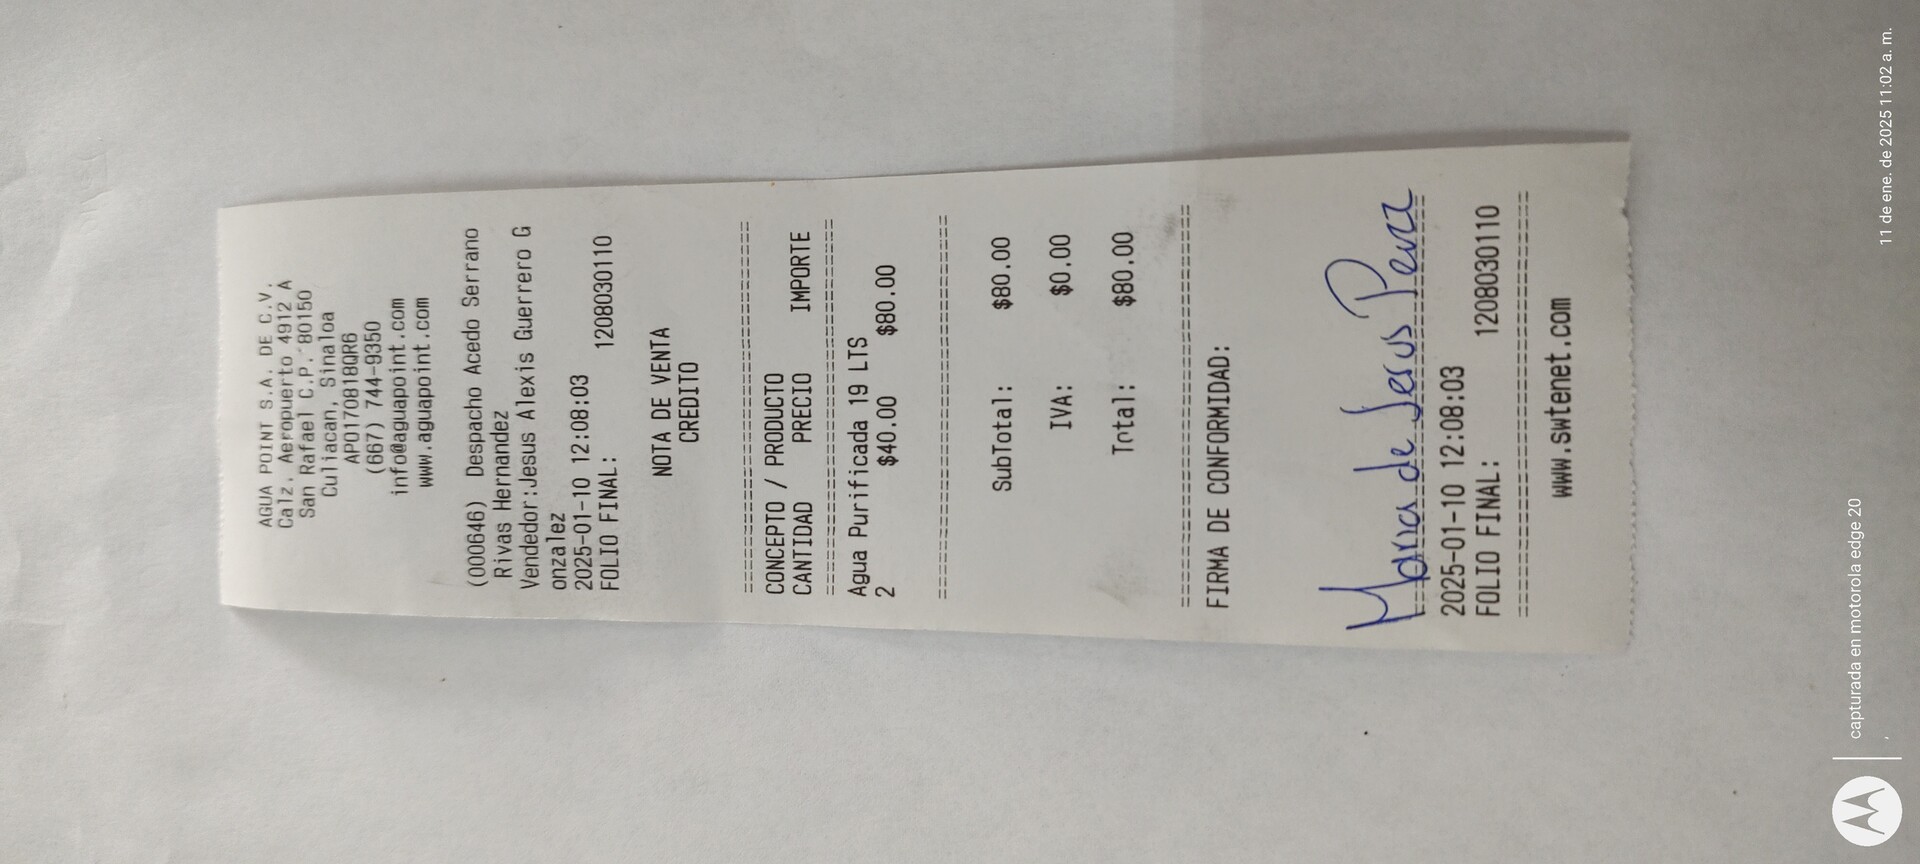 AGUA POINT S.A. DE C.V.
Calz. Aeropuerto 4912 A
San Rafael C.P. 80150
Culiacan, Sinaloa
APO170818QR6
(667) 744-9350
info@aguapoint.com
www.aguapoint.com
(000646) Despacho Acedo Serrano
Rivas Hernandez
Vendedor:Jesus Alexis Guerrero G
onzalez
2025-01-10 12:08:03
FOLIO FINAL: 1208030110
NOTA DE VENTA
CREDITO
CONCEPTO / PRODUCTO
CANTIDAD PRECIO IMPORTE
Agua Purificada 19 LTS
2 $40.00 $80.00
SubTotal: $80.00
IVA: $0.00
Total: $80.00
FIRMA DE CONFORMIDAD:
Maria de Jesus Peña
2025-01-10 12:08:03
FOLIO FINAL: 1208030110
www.swtenet.com
capturada en motorola edge 20
11 de ene. de 2025 11:02 a. m.